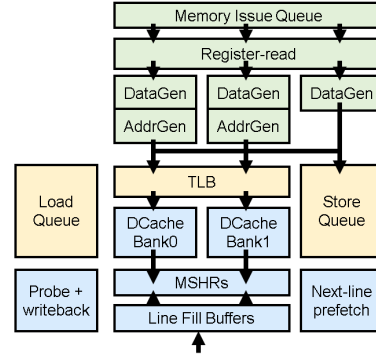 Memory Issue Queue
Register-read
DataGen
DataGen
DataGen
AddrGen
AddrGen
Load
Queue
TLB
Store
Queue
DCache
Bank0
DCache
Bank1
Probe +
writeback
MSHRs
Next-line
prefetch
Line Fill Buffers